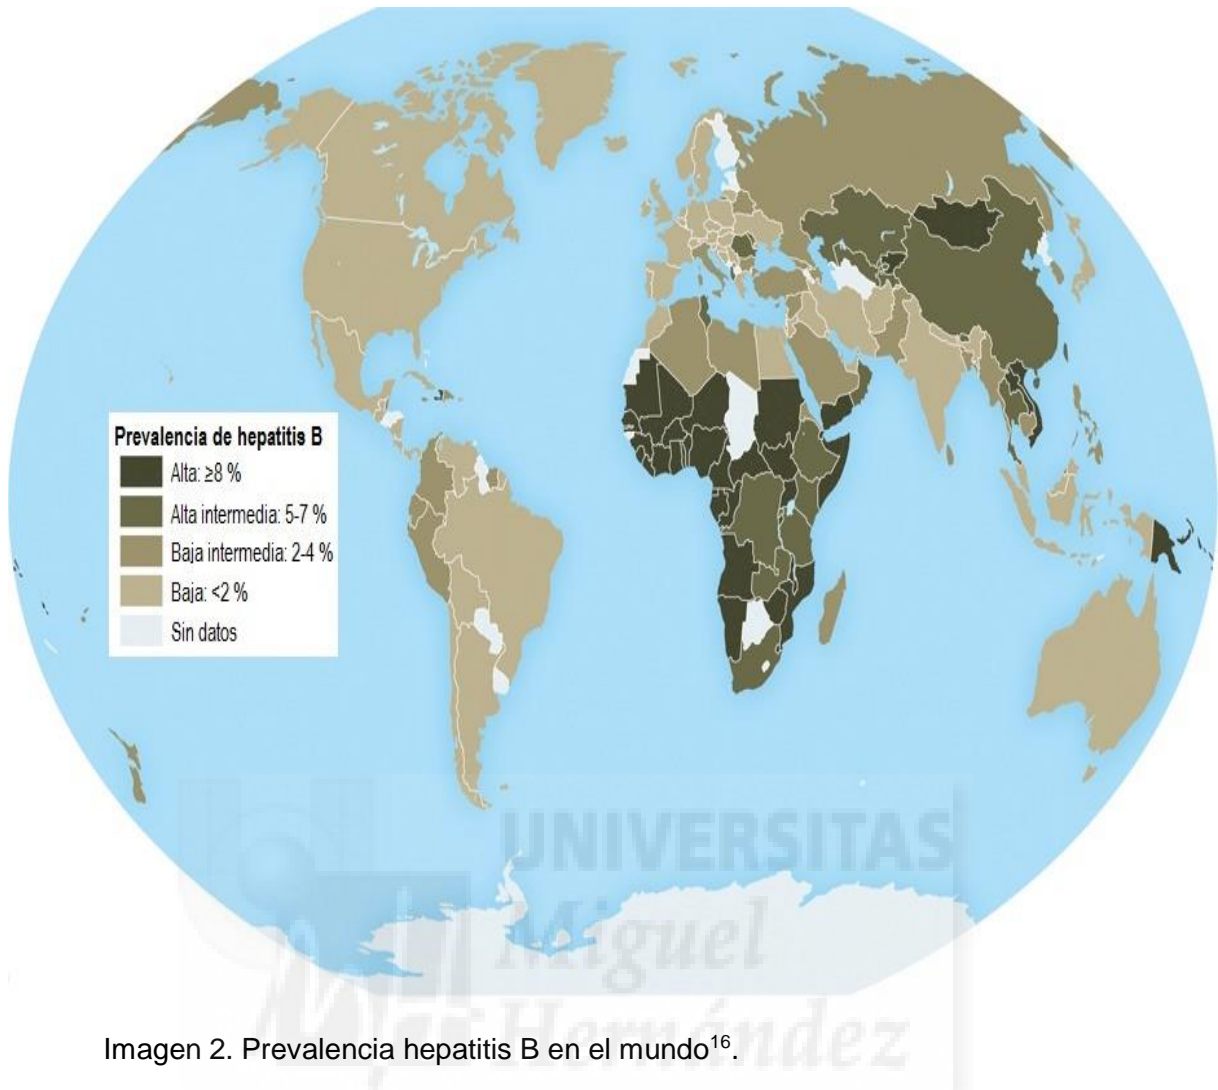 Prevalencia de hepatitis B
Alta: ≥8 %
Alta intermedia: 5-7 %
Baja intermedia: 2-4 %
Baja: <2 %
Sin datos
UNIVERSITAS
Miguel
Hernández
Imagen 2. Prevalencia hepatitis B en el mundo16.